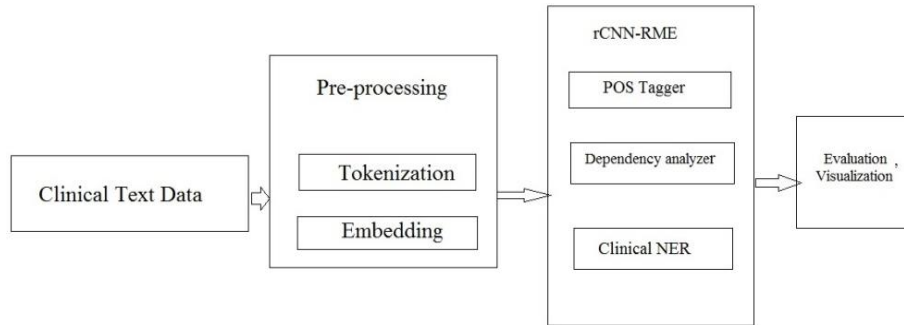 Clinical Text Data
Pre-processing
Tokenization
Embedding
rCNN-RME
POS Tagger
Dependency analyzer
Clinical NER
Evaluation ,
Visualization